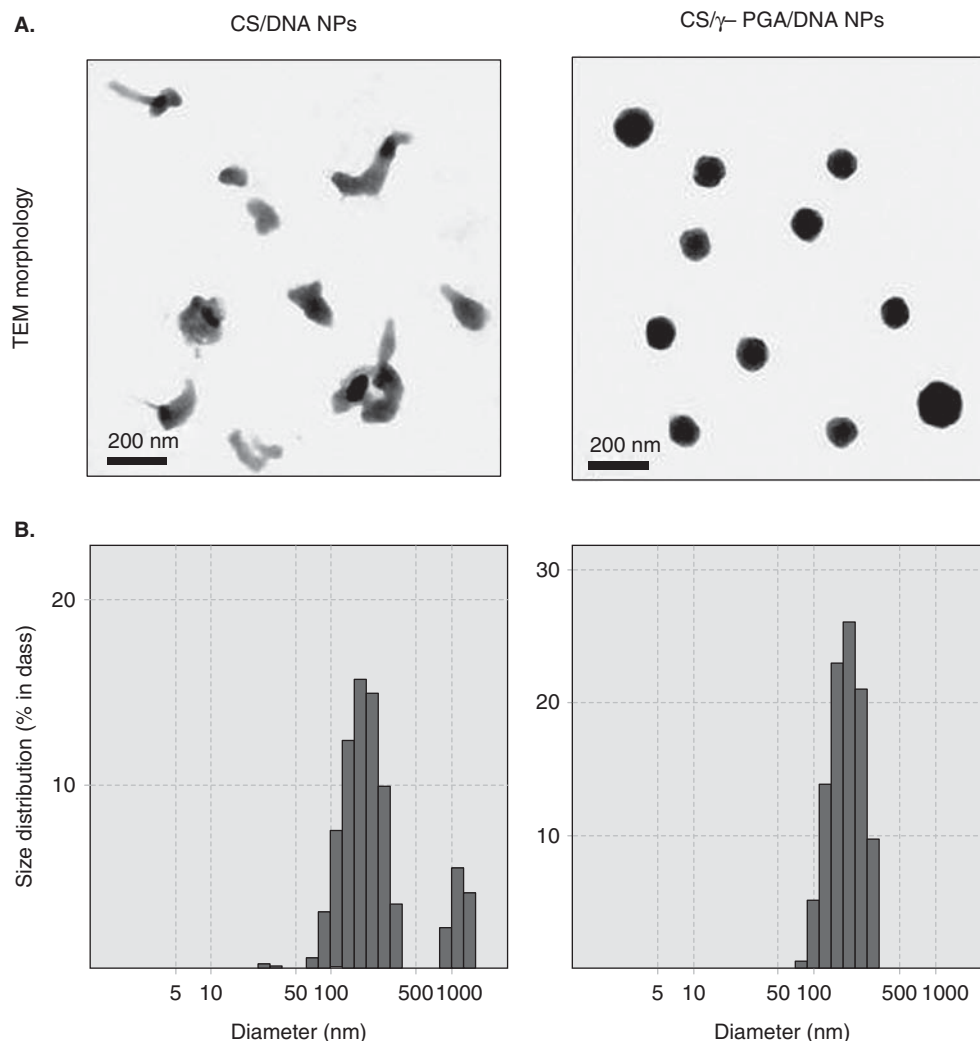 A.
CS/DNA NPs
CS/γ– PGA/DNA NPs
TEM morphology
200 nm
200 nm
B.
Size distribution (% in dass)
20
10
30
20
10
5 10 50 100 500 1000
5 10 50 100 500 1000
Diameter (nm)
Diameter (nm)